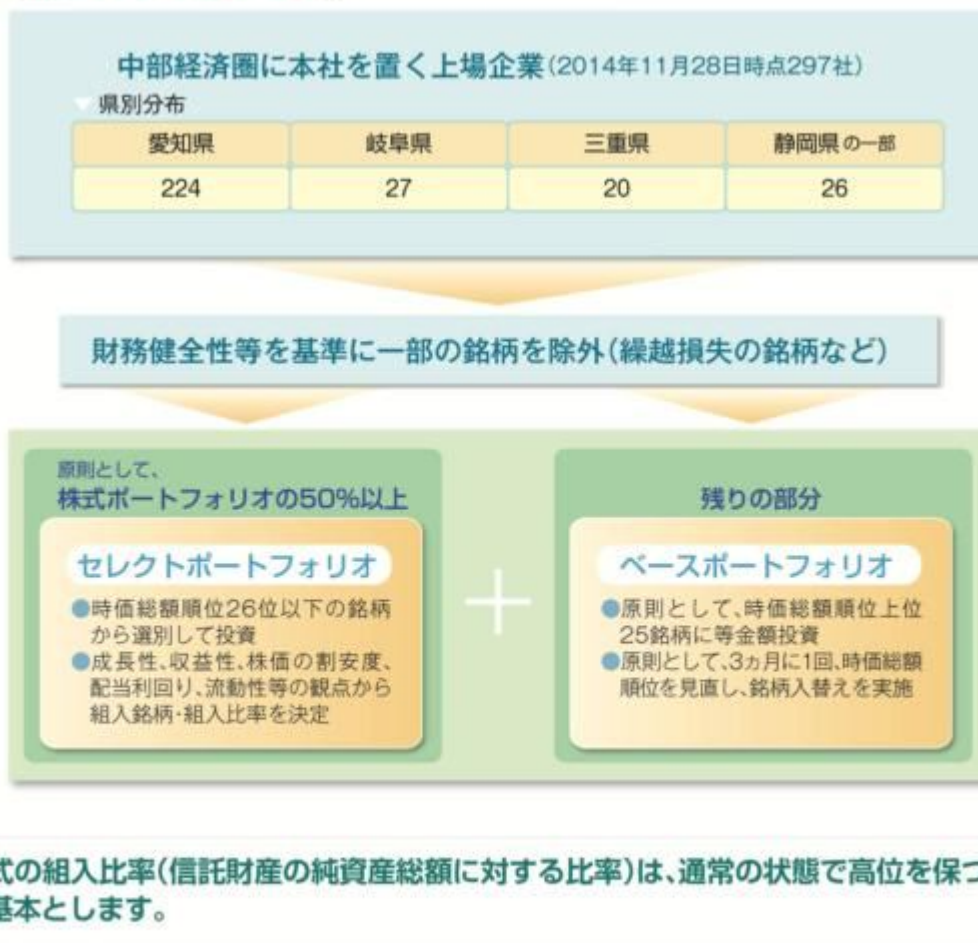 中部経済圏に本社を置く上場企業(2014年11月28日時点297社)
県別分布
愛知県 岐阜県 三重県 静岡県の一部
224 27 20 26
財務健全性等を基準に一部の銘柄を除外(繰越損失の銘柄など)
原則として、
株式ポートフォリオの50%以上
セレクトポートフォリオ
●時価総額順位26位以下の銘柄
から選別して投資
●成長性、収益性、株価の割安度、
配当利回り、流動性等の観点から
組入銘柄・組入比率を決定
+
残りの部分
ベースポートフォリオ
●原則として、時価総額順位上位
25銘柄に等金額投資
●原則として、3ヵ月に1回、時価総額
順位を見直し、銘柄入替えを実施
式の組入比率(信託財産の純資産総額に対する比率)は、通常の状態で高位を保つ
基本とします。